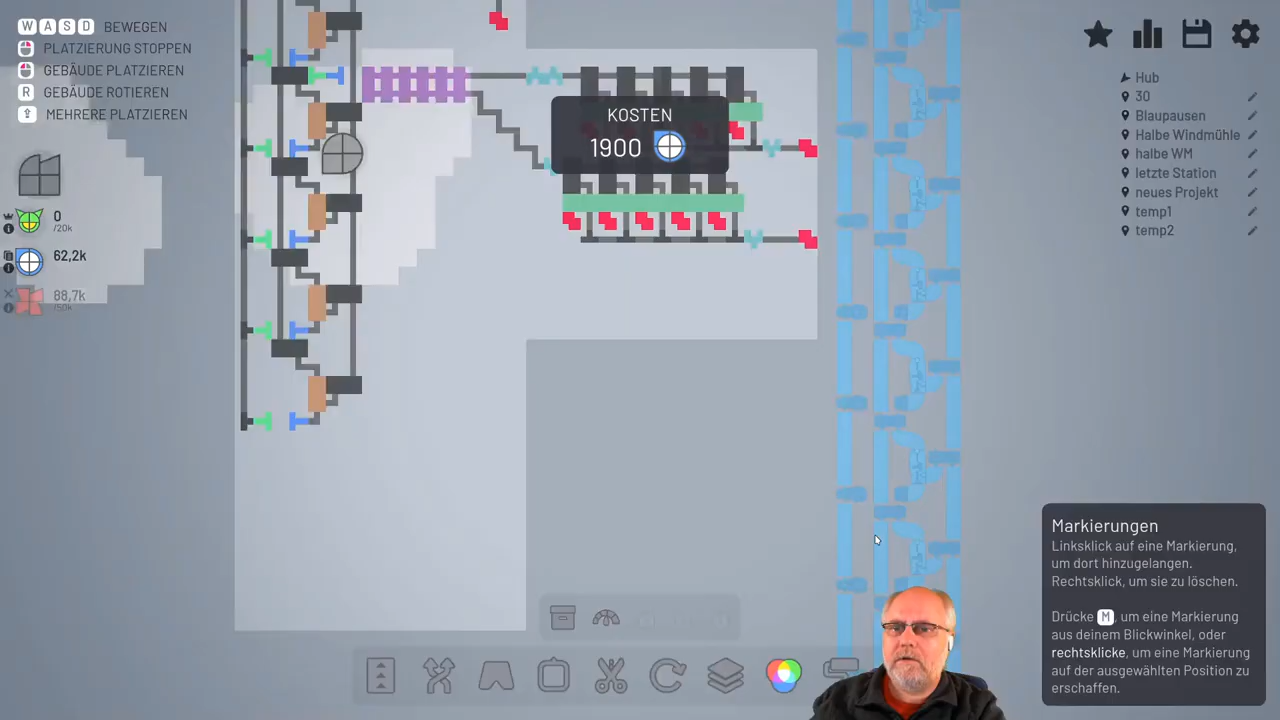 W A S D BEWEGEN
PLATZIERUNG STOPPEN
GEBÄUDE PLATZIEREN
R GEBÄUDE ROTIEREN
⇧ MEHRERE PLATZIEREN
0
/20k
62,2k
88,7k
/50k
KOSTEN
1900
Hub
30
Blaupausen
Halbe Windmühle
halbe WM
letzte Station
neues Projekt
temp1
temp2
Markierungen
Linksklick auf eine Markierung,
um dort hinzugelangen.
Rechtsklick, um sie zu löschen.
Drücke M, um eine Markierung
aus deinem Blickwinkel, oder
rechtsklicke, um eine Markierung
auf der ausgewählten Position zu
erschaffen.